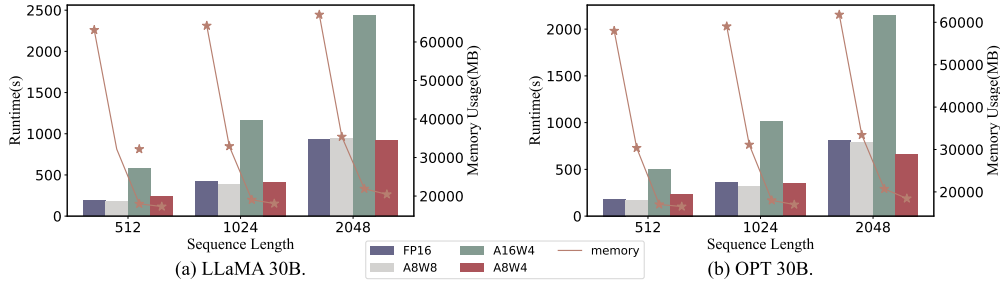 2500
2000
1500
1000
500
0
Runtime(s)
60000
50000
40000
30000
20000
Memory Usage(MB)
512 1024 2048
Sequence Length
(a) LLaMA 30B.
2000
1500
1000
500
0
Runtime(s)
60000
50000
40000
30000
20000
Memory Usage(MB)
512 1024 2048
Sequence Length
(b) OPT 30B.
FP16 A16W4 memory
A8W8 A8W4